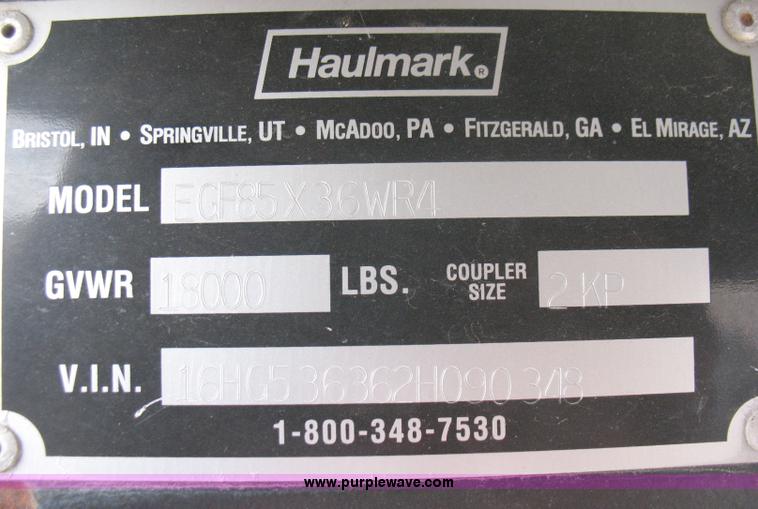 Haulmark®
BRISTOL, IN • SPRINGVILLE, UT • MCADOO, PA • FITZGERALD, GA • EL MIRAGE, AZ
MODEL EGF85X36WR4
GVWR 18000 LBS. COUPLER SIZE 2 KP
V.I.N. 16HG536362H090348
1-800-348-7530
www.purplewave.com